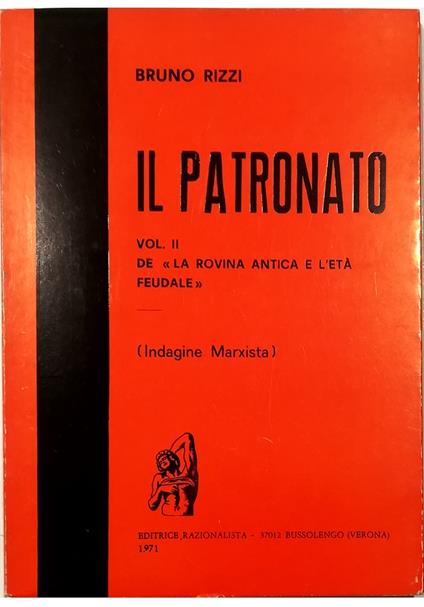 BRUNO RIZZI
IL PATRONATO
VOL. II
DE «LA ROVINA ANTICA E L'ETÀ
FEUDALE»
(Indagine Marxista)
EDITRICE RAZIONALISTA - 37012 BUSSOLENGO (VERONA)
1971